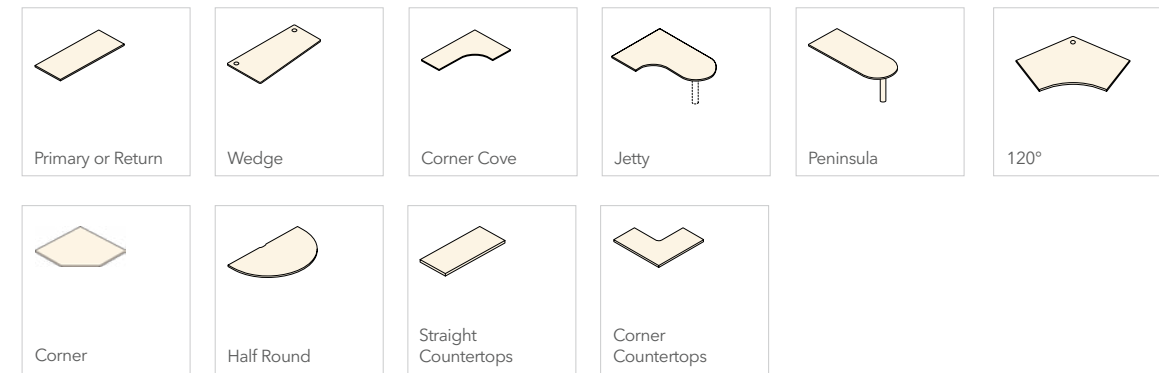 Primary or Return
Wedge
Corner Cove
Jetty
Peninsula
120°
Corner
Half Round
Straight
Countertops
Corner
Countertops